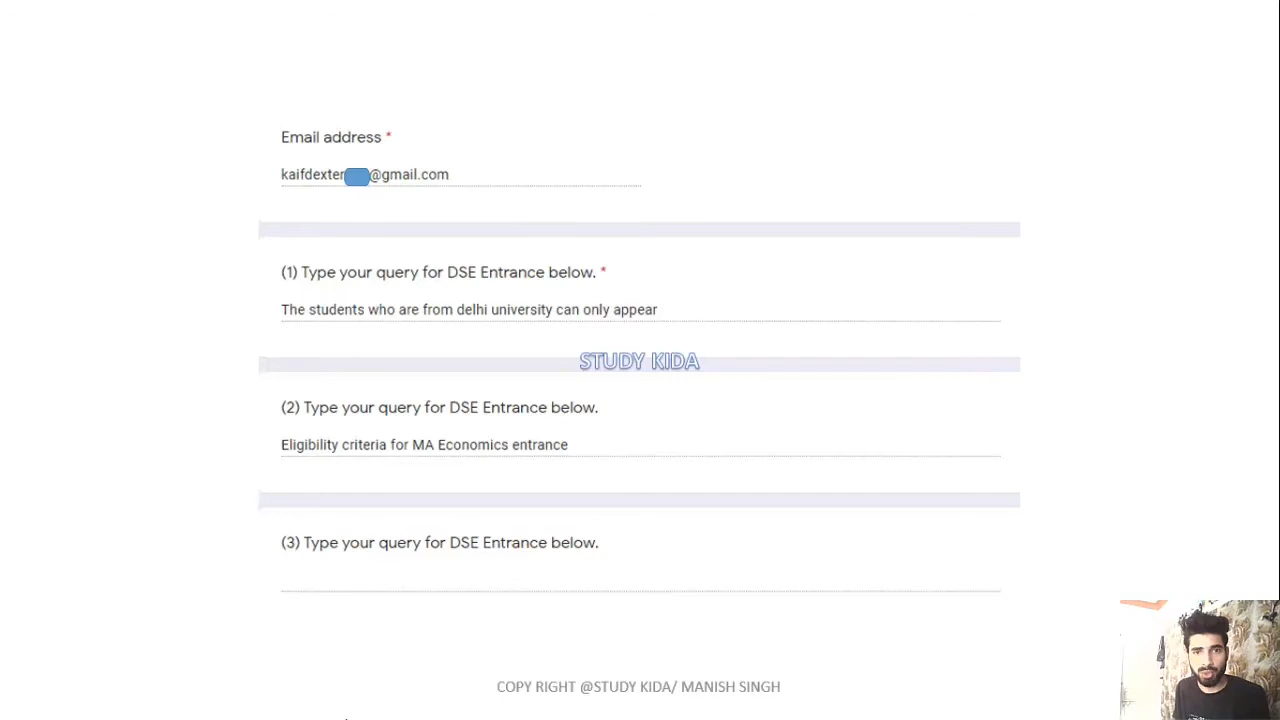 Email address *
kaifdexter @gmail.com
(1) Type your query for DSE Entrance below. *
The students who are from delhi university can only appear
STUDY KIDA
(2) Type your query for DSE Entrance below.
Eligibility criteria for MA Economics entrance
(3) Type your query for DSE Entrance below.
COPY RIGHT @STUDY KIDA/ MANISH SINGH